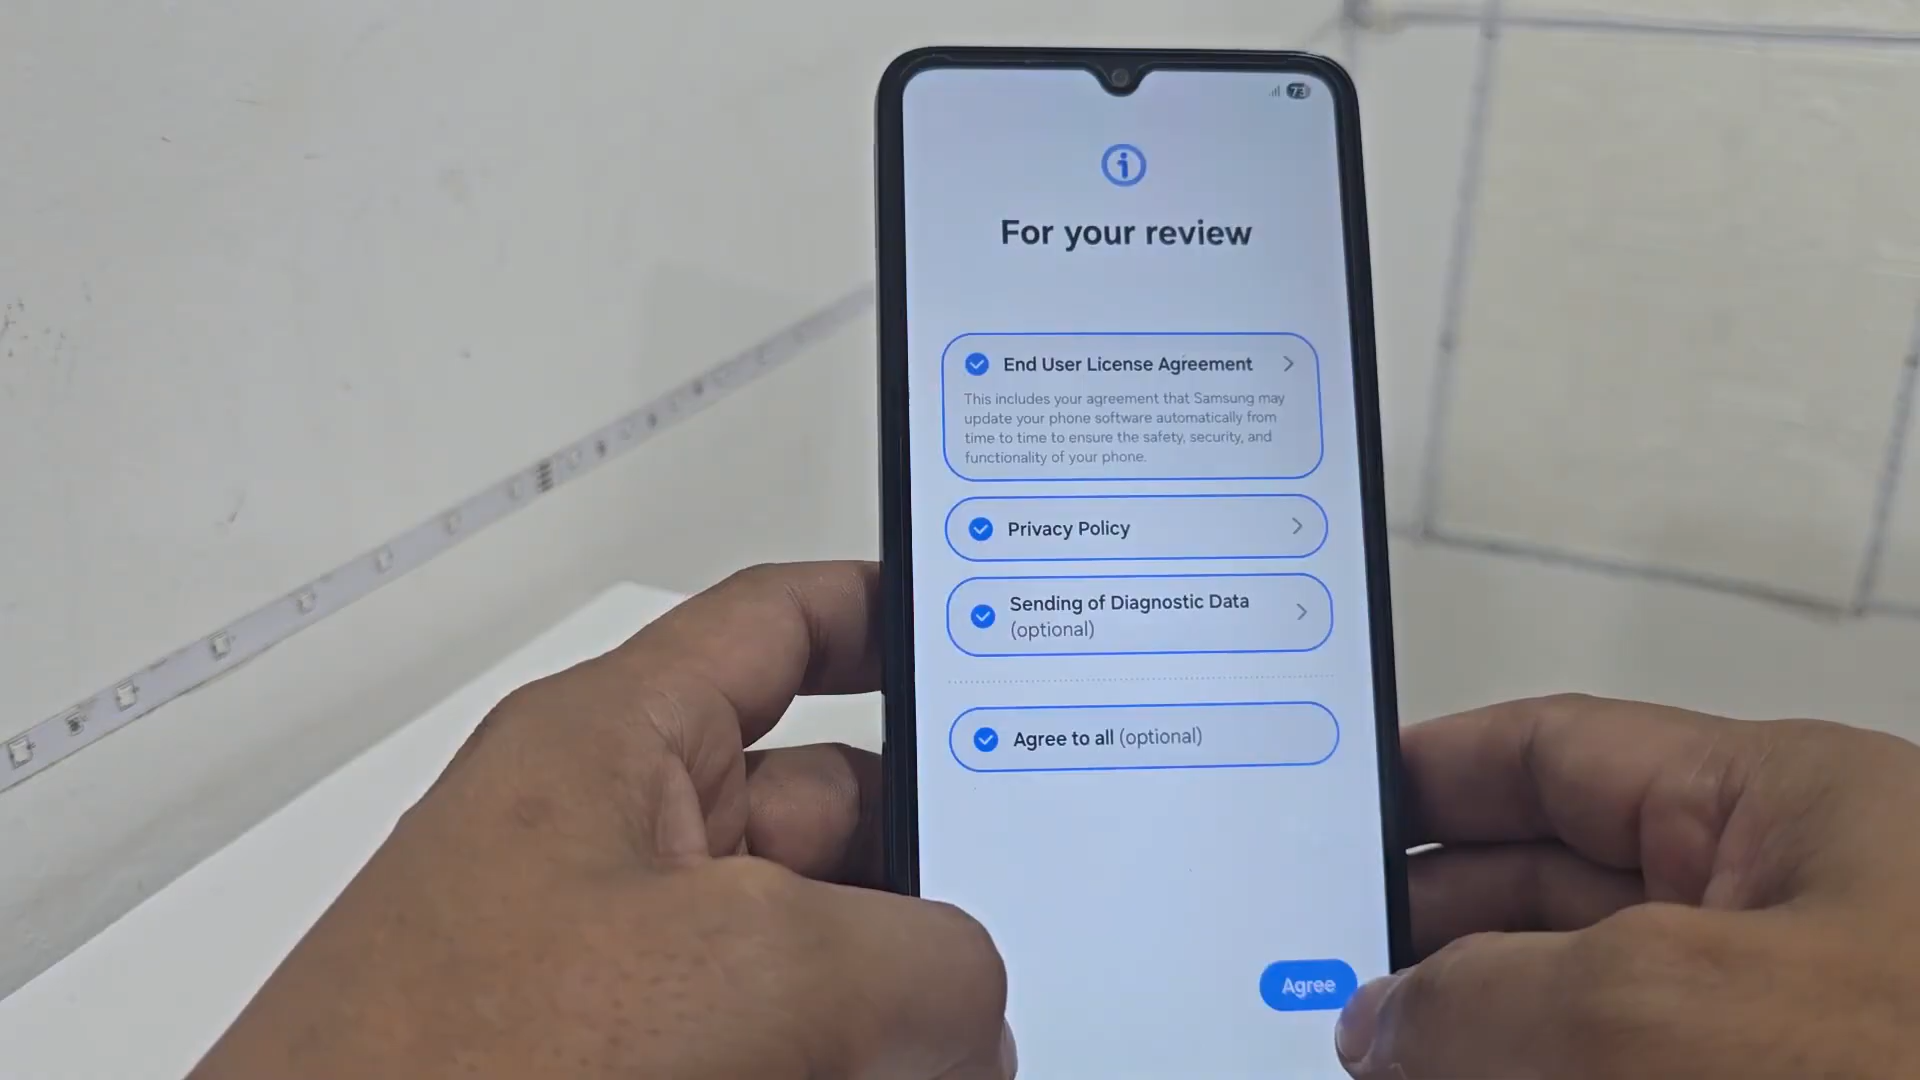 73
For your review
End User License Agreement
This includes your agreement that Samsung may
update your phone software automatically from
time to time to ensure the safety, security, and
functionality of your phone.
Privacy Policy
Sending of Diagnostic Data
(optional)
Agree to all (optional)
Agree